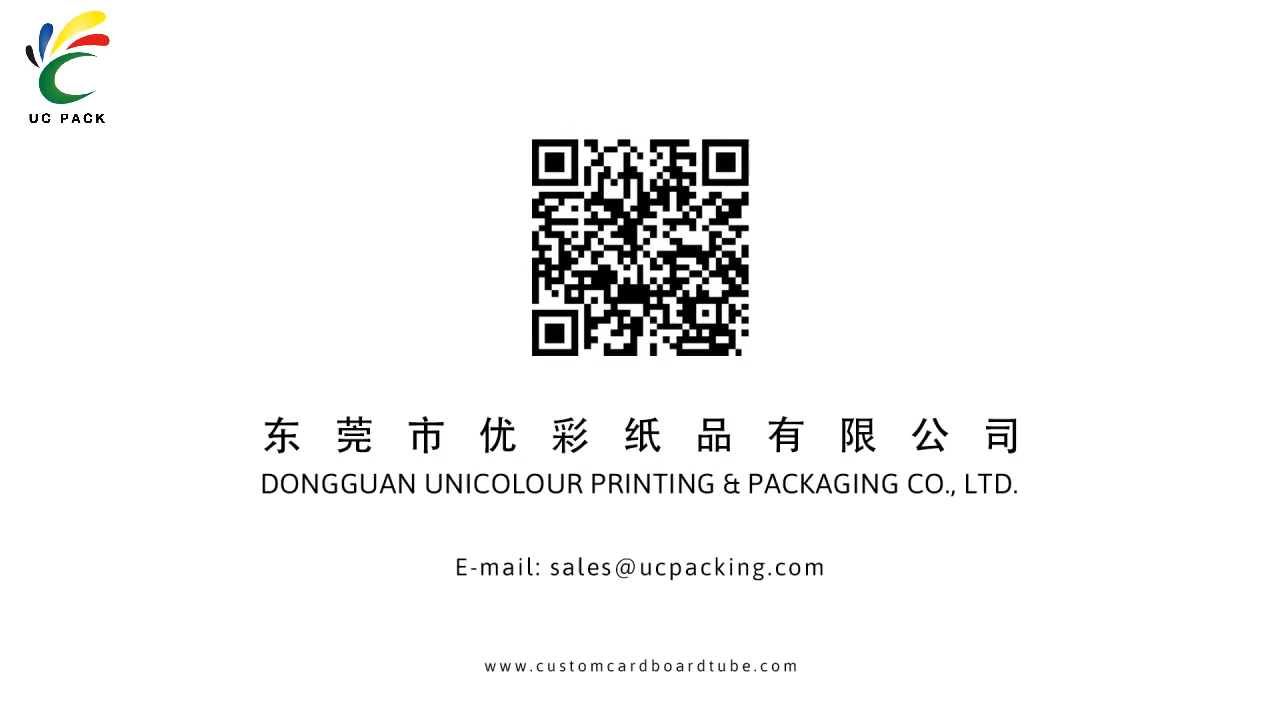 UC PACK
东莞市优彩纸品有限公司
DONGGUAN UNICOLOUR PRINTING & PACKAGING CO., LTD.
E-mail: sales@ucpacking.com
www.customcardboardtube.com